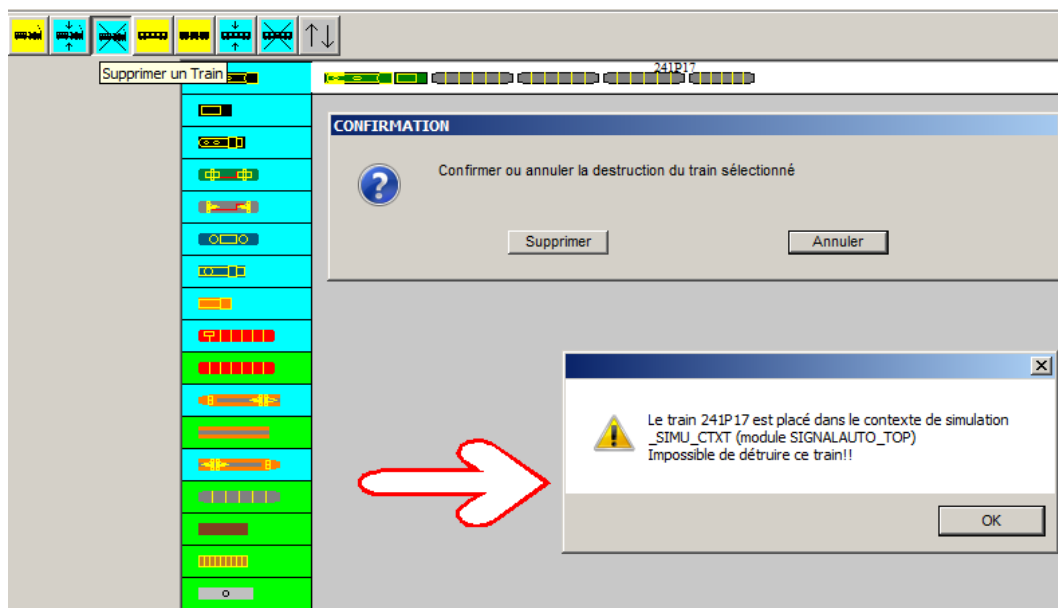 Supprimer un Train
241P17
CONFIRMATION
Confirmer ou annuler la destruction du train sélectionné
Supprimer
Annuler
Le train 241P17 est placé dans le contexte de simulation
_SIMU_CTXT (module SIGNALAUTO_TOP)
Impossible de détruire ce train!!
OK